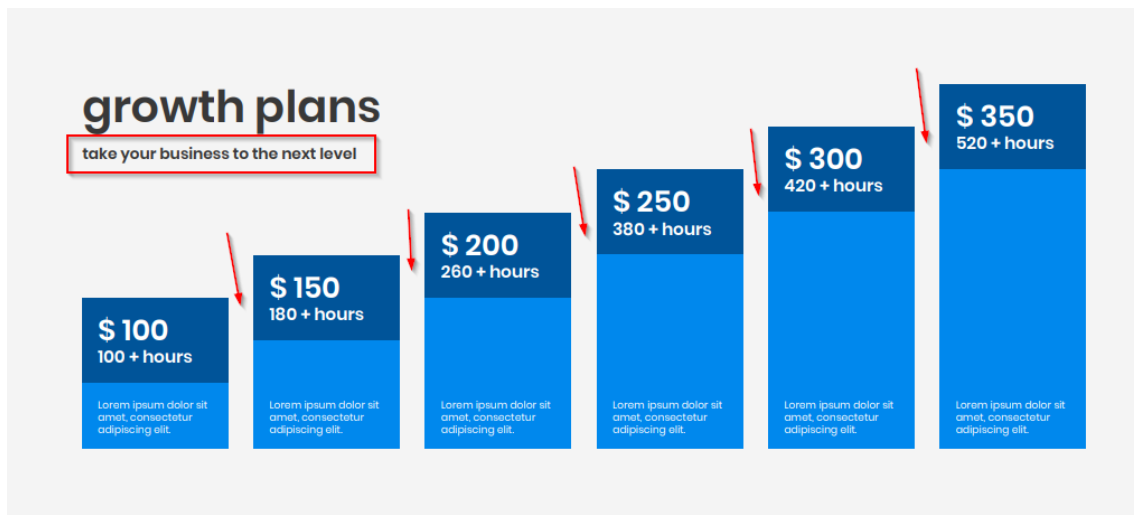 growth plans
take your business to the next level
$ 100
100 + hours
Lorem ipsum dolor sit
amet, consectetur
adipiscing elit.
$ 150
180 + hours
Lorem ipsum dolor sit
amet, consectetur
adipiscing elit.
$ 200
260 + hours
Lorem ipsum dolor sit
amet, consectetur
adipiscing elit.
$ 250
380 + hours
Lorem ipsum dolor sit
amet, consectetur
adipiscing elit.
$ 300
420 + hours
Lorem ipsum dolor sit
amet, consectetur
adipiscing elit.
$ 350
520 + hours
Lorem ipsum dolor sit
amet, consectetur
adipiscing elit.